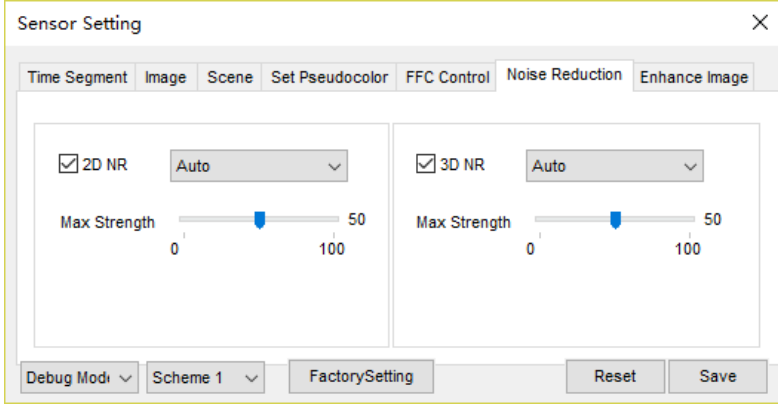 Sensor Setting
Time Segment Image Scene Set Pseudocolor FFC Control Noise Reduction Enhance Image
2D NR Auto 3D NR Auto
Max Strength 50 Max Strength 50
0 100 0 100
Debug Mod Scheme 1 FactorySetting Reset Save